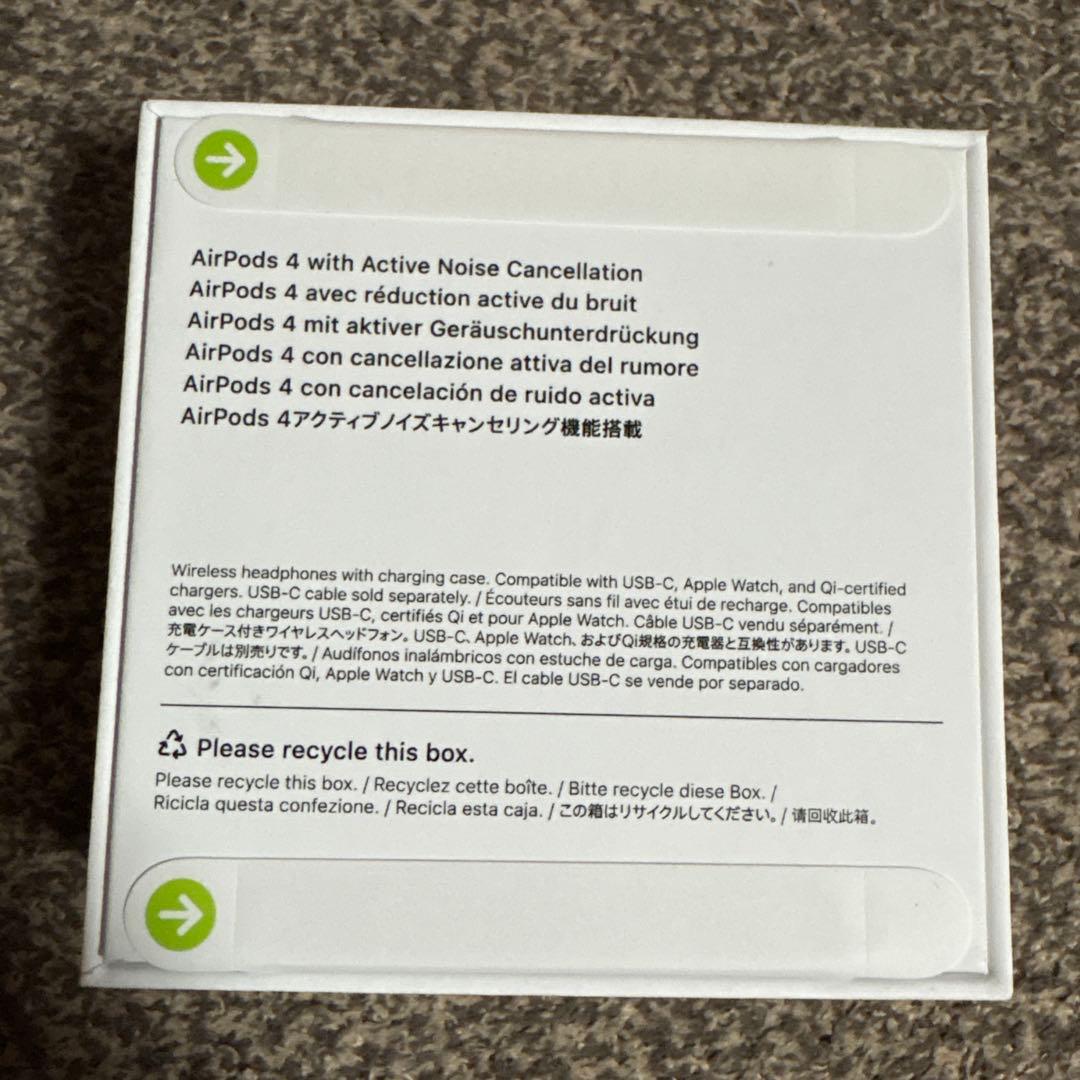 AirPods 4 with Active Noise Cancellation
AirPods 4 avec réduction active du bruit
AirPods 4 mit aktiver Geräuschunterdrückung
AirPods 4 con cancellazione attiva del rumore
AirPods 4 con cancelación de ruido activa
AirPods 4アクティブノイズキャンセリング機能搭載
Wireless headphones with charging case. Compatible with USB-C, Apple Watch, and Qi-certified
chargers. USB-C cable sold separately. / Écouteurs sans fil avec étui de recharge. Compatibles
avec les chargeurs USB-C, certifiés Qi et pour Apple Watch. Câble USB-C vendu séparément. /
充電ケース付きワイヤレスヘッドフォン。USB-C、Apple Watch、およびQi規格の充電器と互換性があります。USB-C
ケーブルは別売りです。/ Audífonos inalámbricos con estuche de carga. Compatibles con cargadores
con certificación Qi, Apple Watch y USB-C. El cable USB-C se vende por separado.
Please recycle this box.
Please recycle this box. / Recyclez cette boîte. / Bitte recycle diese Box. /
Ricicla questa confezione. / Recicla esta caja. / この箱はリサイクルしてください。/ 请回收此箱。